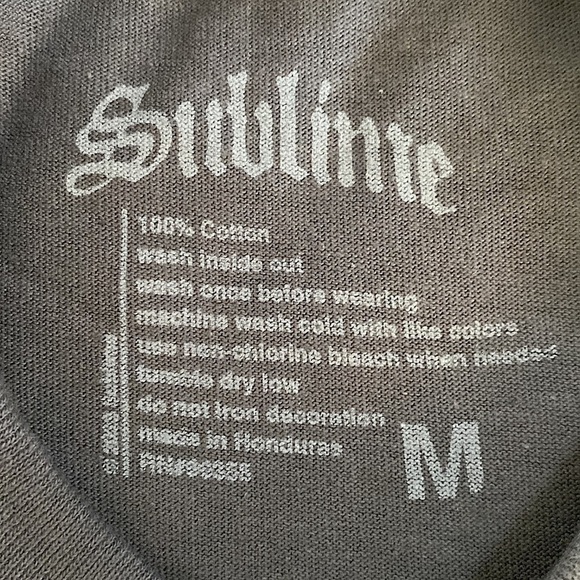 Sublime
100% Cotton
wash inside out
wash once before wearing
machine wash cold with like colors
use non-chlorine bleach when needed
tumble dry low
do not iron decoration
made in Honduras
M